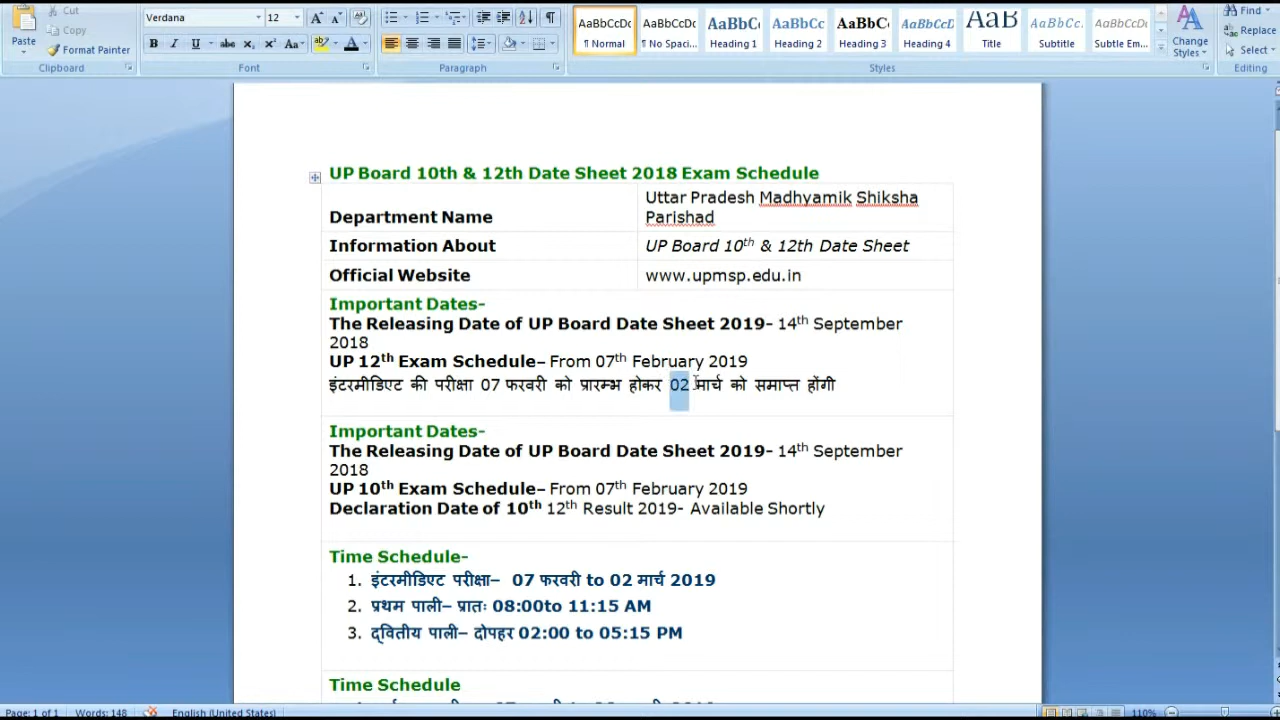 Cut
Verdana 12
Find
Paste
Copy
Replace
Format Painter
¶ Normal
¶ No Spaci...
Heading 1
Heading 2
Heading 3
Heading 4
Title
Subtitle
Subtle Em...
Change Styles
Select
Clipboard
Font
Paragraph
Styles
Editing
UP Board 10th & 12th Date Sheet 2018 Exam Schedule
Department Name
Uttar Pradesh Madhyamik Shiksha
Parishad
Information About
UP Board 10th & 12th Date Sheet
Official Website
www.upmsp.edu.in
Important Dates-
The Releasing Date of UP Board Date Sheet 2019- 14th September
2018
UP 12th Exam Schedule– From 07th February 2019
इंटरमीडिएट की परीक्षा 07 फरवरी को प्रारम्भ होकर 02 मार्च को समाप्त होंगी
Important Dates-
The Releasing Date of UP Board Date Sheet 2019- 14th September
2018
UP 10th Exam Schedule– From 07th February 2019
Declaration Date of 10th 12th Result 2019- Available Shortly
Time Schedule-
1. इंटरमीडिएट परीक्षा– 07 फरवरी to 02 मार्च 2019
2. प्रथम पाली– प्रातः 08:00to 11:15 AM
3. द्वितीय पाली– दोपहर 02:00 to 05:15 PM
Time Schedule
Page: 1 of 1 Words: 148 English (United States) 110%